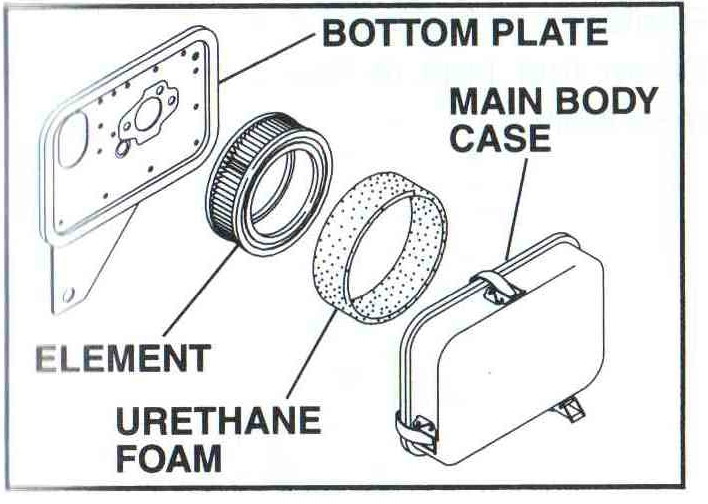 BOTTOM PLATE
MAIN BODY
CASE
ELEMENT
URETHANE
FOAM